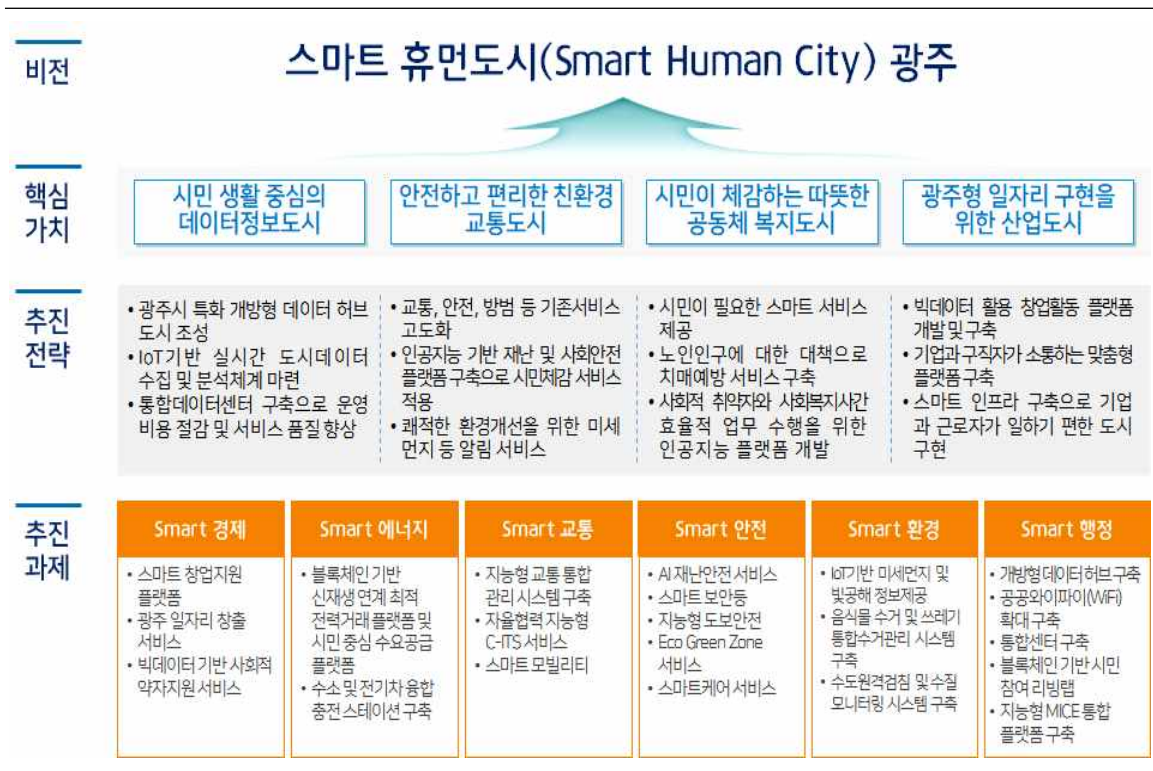 비전
스마트 휴먼도시(Smart Human City) 광주
핵심
가치
시민 생활 중심의
데이터정보도시
안전하고 편리한 친환경
교통도시
시민이 체감하는 따뜻한
공동체 복지도시
광주형 일자리 구현을
위한 산업도시
추진
전략
• 광주시 특화 개방형 데이터 허브
도시 조성
• IoT기반 실시간 도시데이터
수집 및 분석체계 마련
• 통합데이터센터 구축으로 운영
비용 절감 및 서비스 품질 향상
• 교통, 안전, 방범 등 기존서비스
고도화
• 인공지능 기반 재난 및 사회안전
플랫폼 구축으로 시민체감 서비스
적용
• 쾌적한 환경개선을 위한 미세
먼지 등 알림 서비스
• 시민이 필요한 스마트 서비스
제공
• 노인인구에 대한 대책으로
치매예방 서비스 구축
• 사회적 취약자와 사회복지사간
효율적 업무 수행을 위한
인공지능 플랫폼 개발
• 빅데이터 활용 창업활동 플랫폼
개발 및 구축
• 기업과 구직자가 소통하는 맞춤형
플랫폼 구축
• 스마트 인프라 구축으로 기업
과 근로자가 일하기 편한 도시
구현
추진
과제
Smart 경제
• 스마트 창업지원
플랫폼
• 광주 일자리 창출
서비스
• 빅데이터 기반 사회적
약자지원 서비스
Smart 에너지
• 블록체인 기반
신재생 연계 최적
전력거래 플랫폼 및
시민 중심 수요공급
플랫폼
• 수소 및 전기차 융합
충전 스테이션 구축
Smart 교통
• 지능형 교통 통합
관리 시스템 구축
• 자율협력 지능형
C-ITS 서비스
• 스마트 모빌리티
Smart 안전
• AI 재난안전 서비스
• 스마트 보안등
• 지능형 도보안전
• Eco Green Zone
서비스
• 스마트케어 서비스
Smart 환경
• IoT기반 미세먼지 및
빛공해 정보제공
• 음식물 수거 및 쓰레기
통합수거관리 시스템
구축
• 수도원격검침 및 수질
모니터링 시스템 구축
Smart 행정
• 개방형 데이터 허브 구축
• 공공와이파이(WiFi)
확대 구축
• 통합센터 구축
• 블록체인 기반 시민
참여 리빙랩
• 지능형 MICE 통합
플랫폼 구축